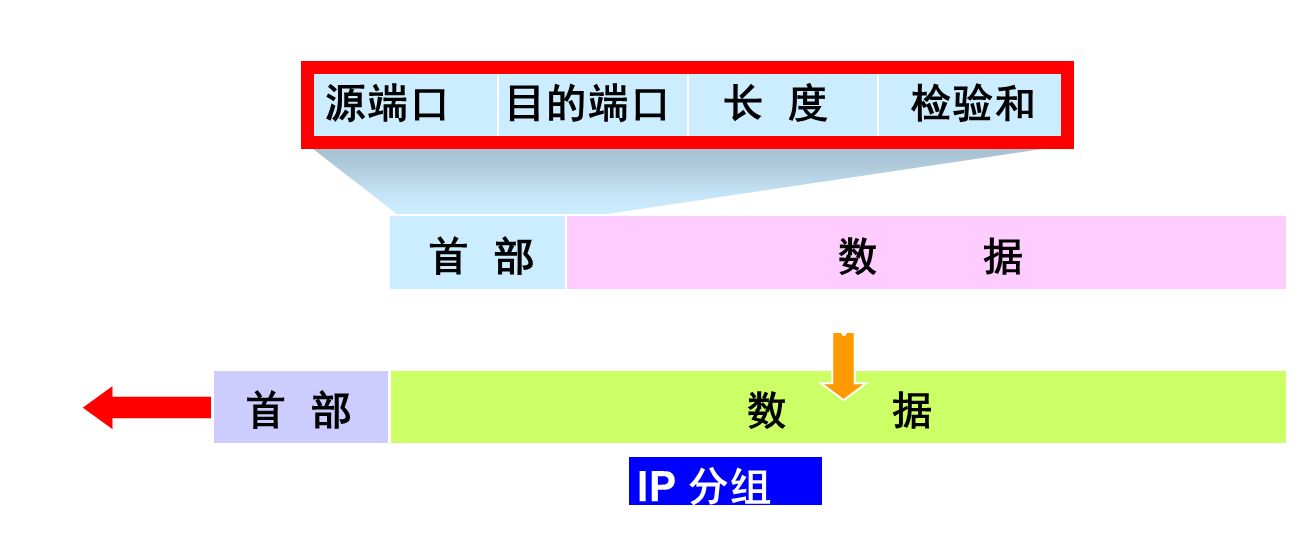 源端口 目的端口 长 度 检验和
首 部 数 据
首 部 数 据
IP 分组